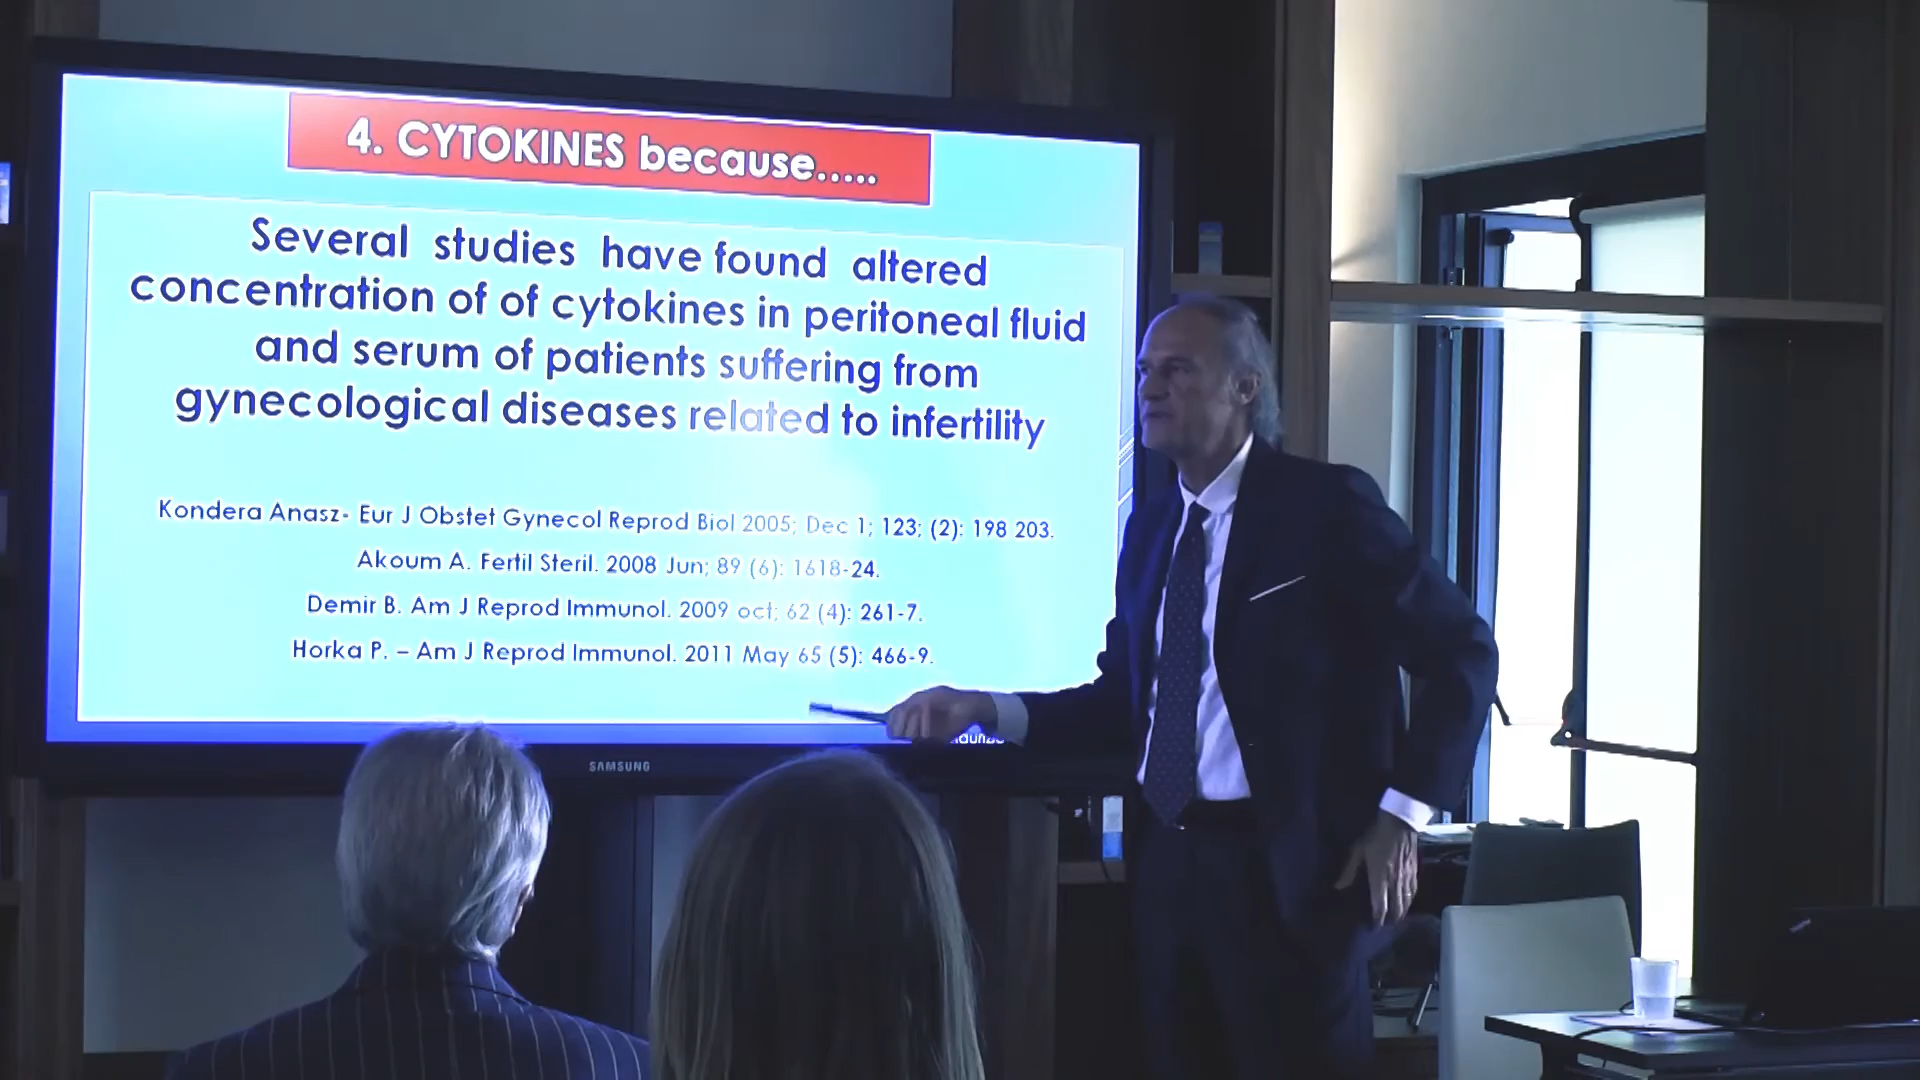 4. CYTOKINES because.....
Several studies have found altered
concentration of of cytokines in peritoneal fluid
and serum of patients suffering from
gynecological diseases related to infertility
Kondera Anasz- Eur J Obstet Gynecol Reprod Biol 2005; Dec 1; 123; (2): 198 203.
Akoum A. Fertil Steril. 2008 Jun; 89 (6): 1618-24.
Demir B. Am J Reprod Immunol. 2009 oct; 62 (4): 261-7.
Horka P. – Am J Reprod Immunol. 2011 May 65 (5): 466-9.
SAMSUNG